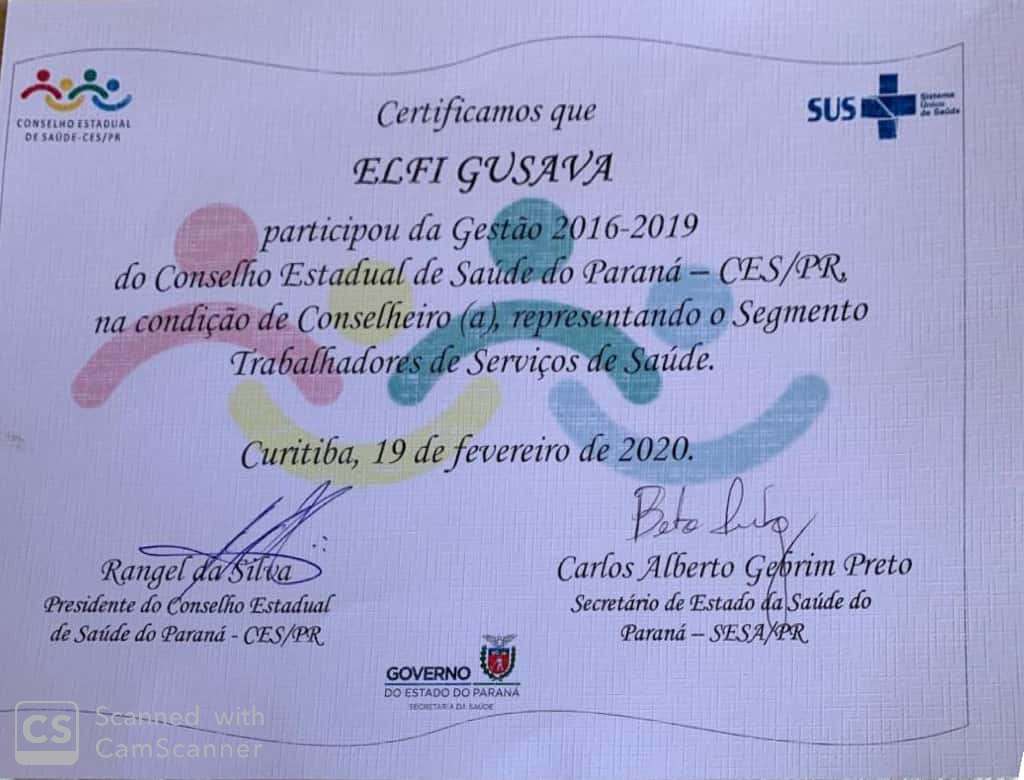 CONSELHO ESTADUAL
DE SAÚDE-CES/PR
SUS
Sistema
Único
de Saúde
Certificamos que
ELFI GUSAVA
participou da Gestão 2016-2019
do Conselho Estadual de Saúde do Paraná – CES/PR,
na condição de Conselheiro (a), representando o Segmento
Trabalhadores de Serviços de Saúde.
Curitiba, 19 de fevereiro de 2020.
Beto
Rangel da Silva
Presidente do Conselho Estadual
de Saúde do Paraná - CES/PR
Carlos Alberto Gebrim Preto
Secretário de Estado da Saúde do
Paraná – SESA/PR
GOVERNO
DO ESTADO DO PARANÁ
SECRETARIA DA SAÚDE
CS
Scanned with
CamScanner